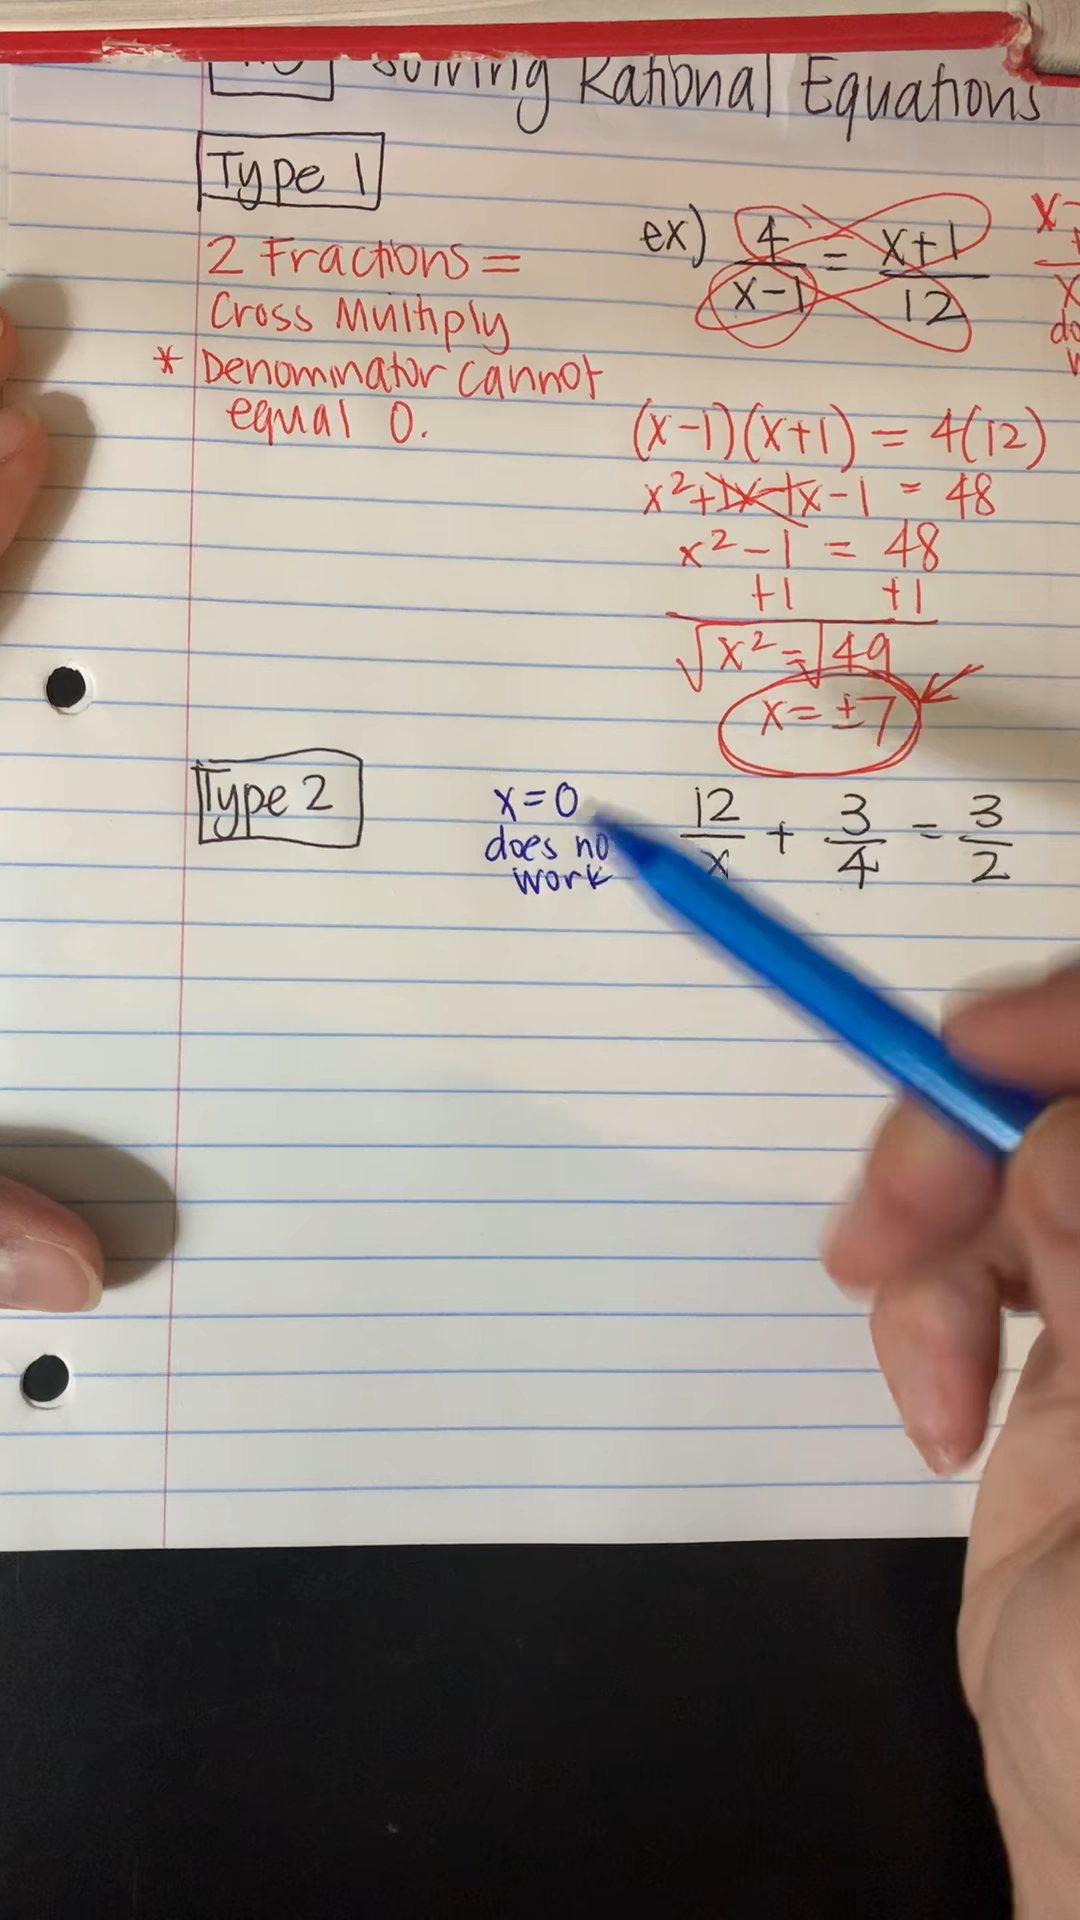 Solving Rational Equations
Type 1
2 Fractions =
Cross Multiply
* Denominator cannot
equal 0.
ex) 4/x-1 = x+1/12
x-
x
do
(x-1)(x+1) = 4(12)
x²+1x-1x-1 = 48
x²-1 = 48
+1 +1
√x² = √49
x = ±7
Type 2
x=0
does no
work
12/x + 3/4 = 3/2